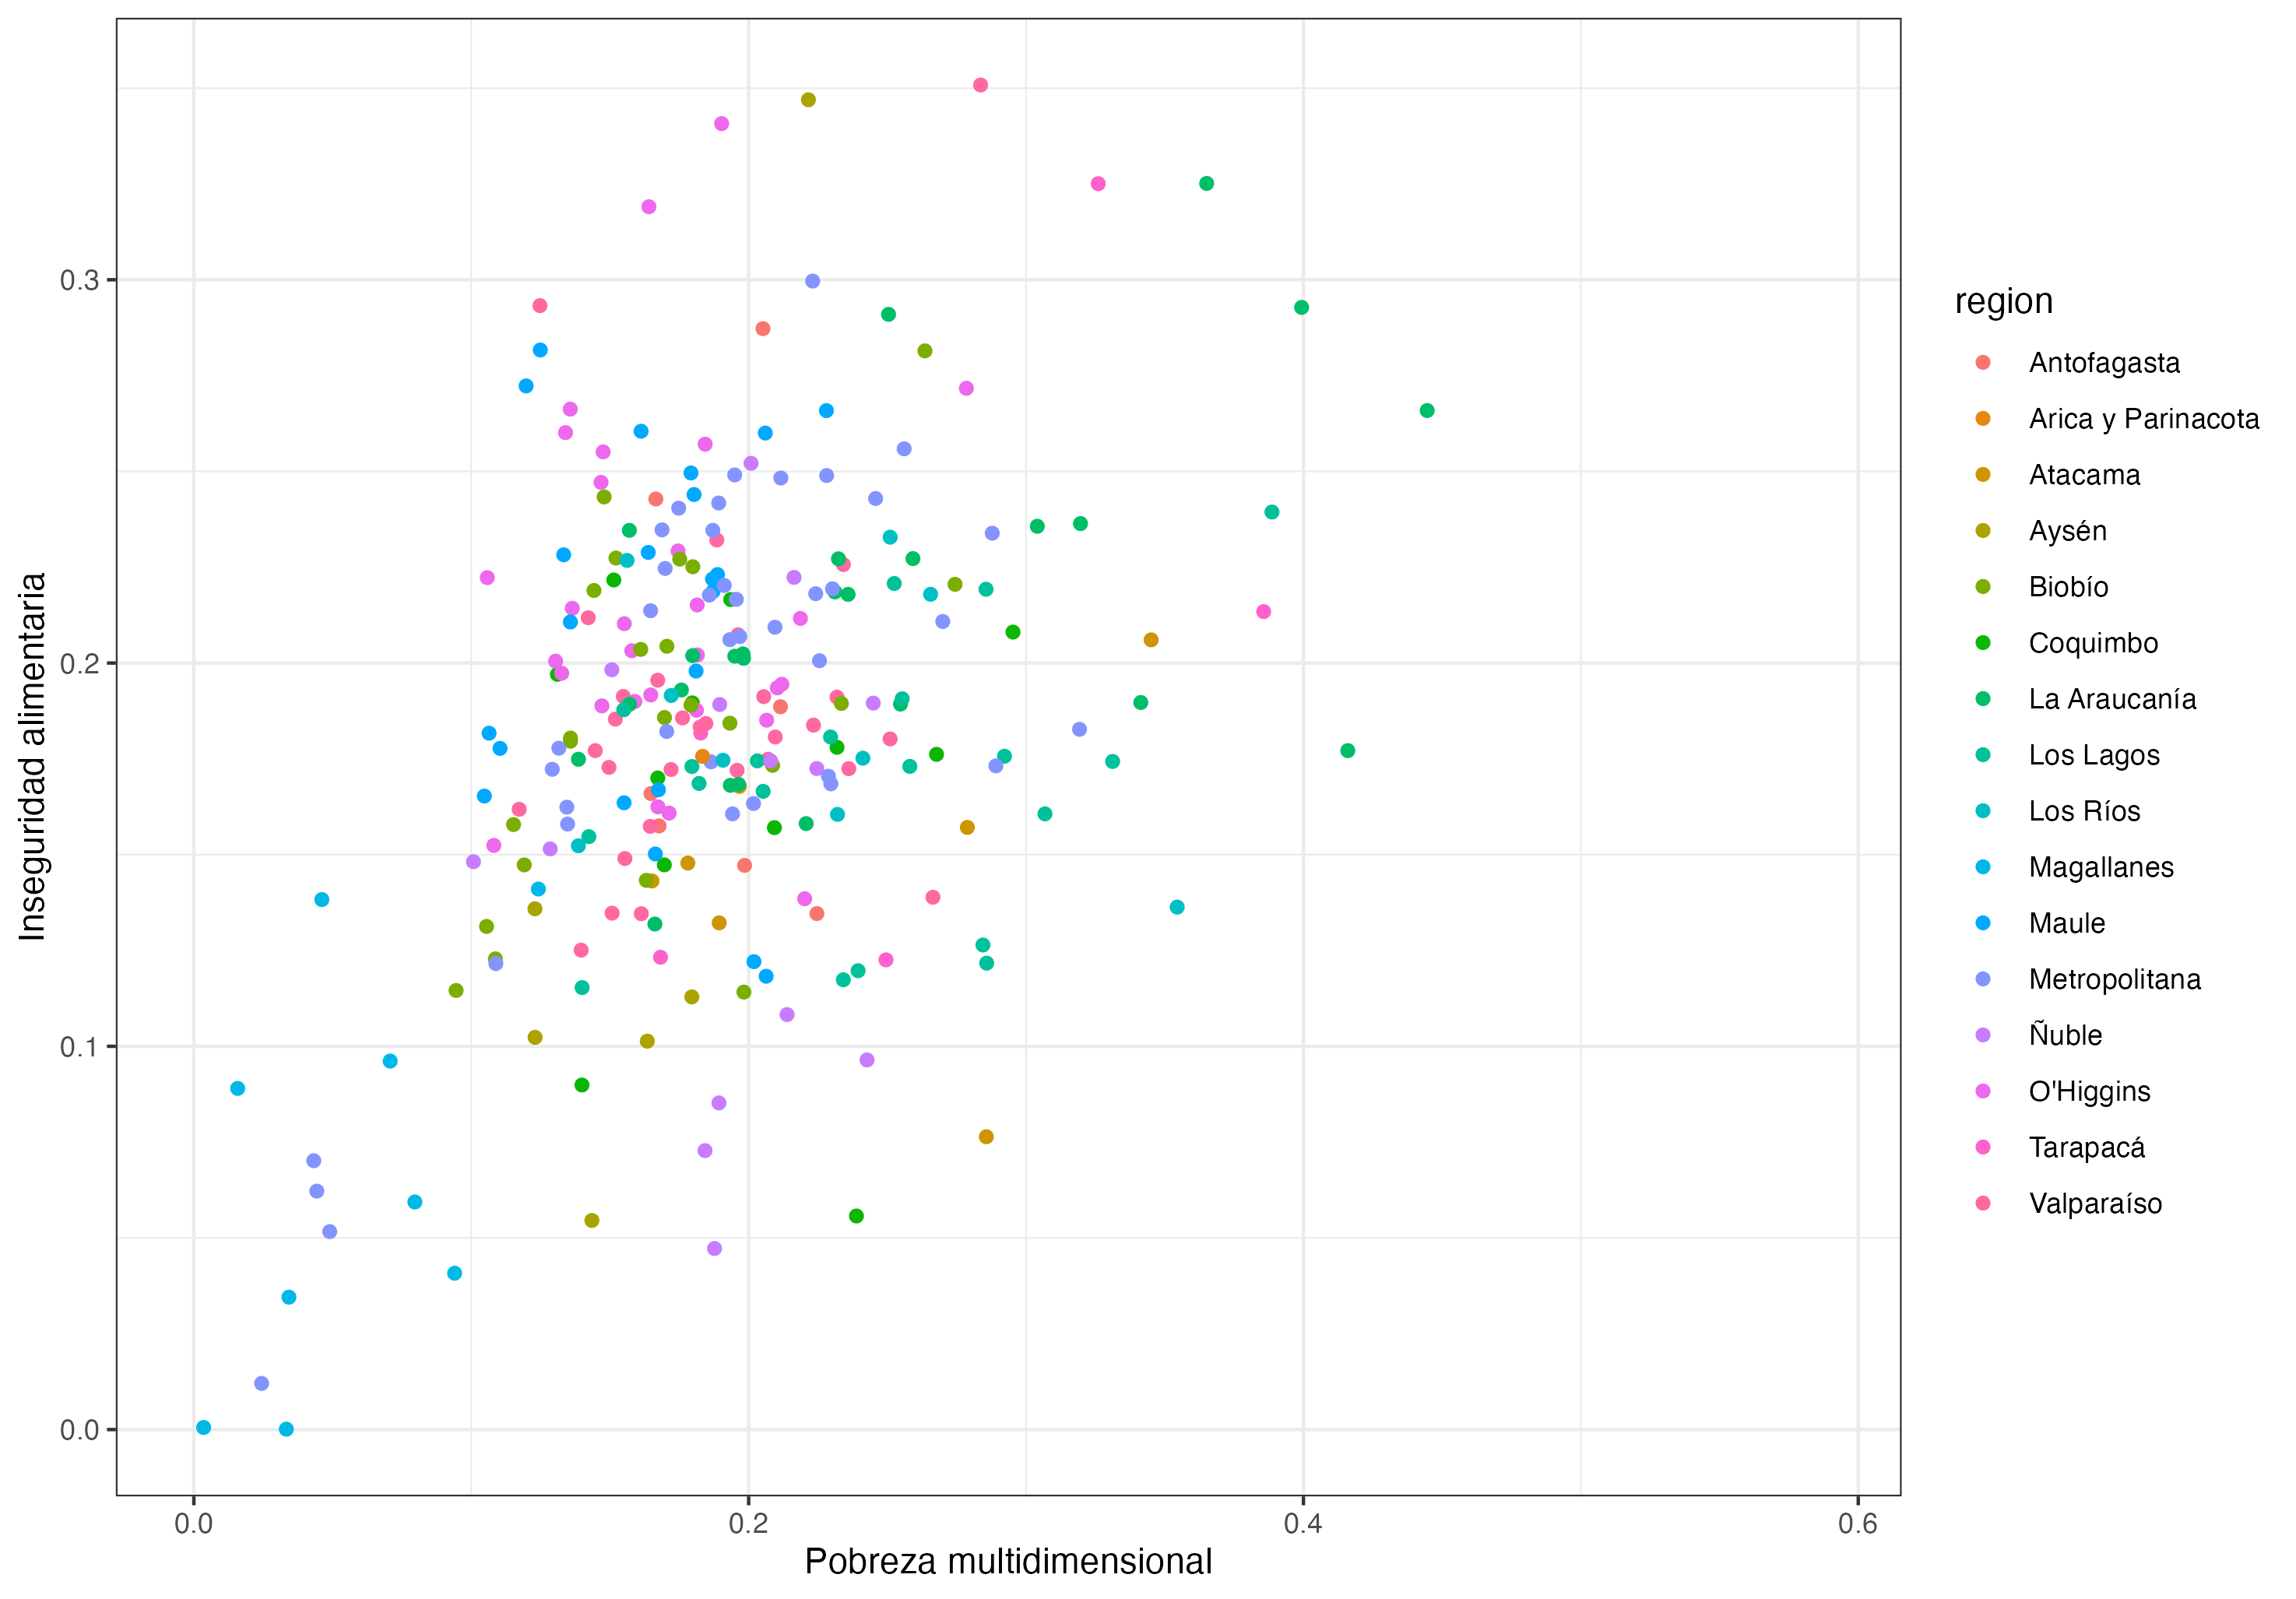 Inseguridad alimentaria
0.3
0.2
0.1
0.0
0.0 0.2 0.4 0.6
Pobreza multidimensional
region
Antofagasta
Arica y Parinacota
Atacama
Aysén
Biobío
Coquimbo
La Araucanía
Los Lagos
Los Ríos
Magallanes
Maule
Metropolitana
Ñuble
O'Higgins
Tarapacá
Valparaíso